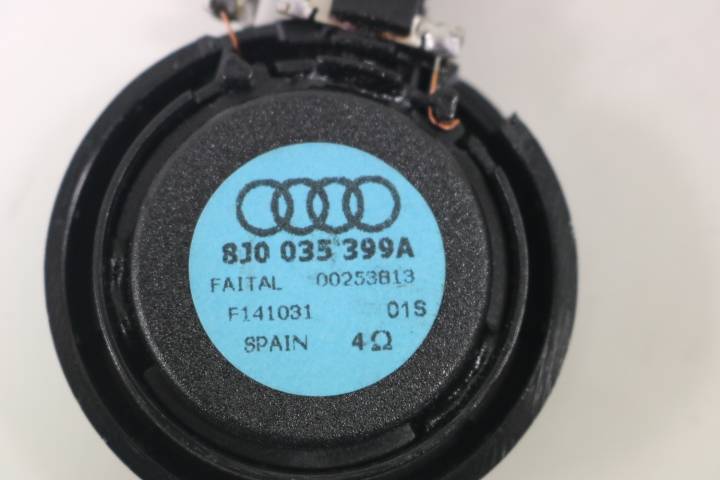 8J0 035 399A
FAITAL 00253813
F141031 01S
SPAIN 4Ω